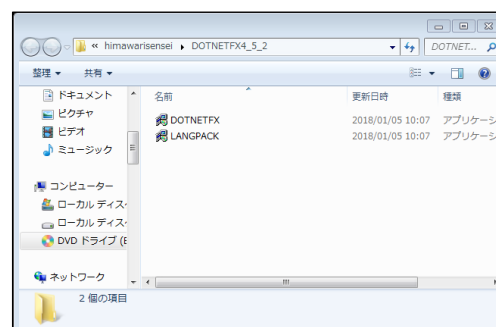 « himawarisensei ▸ DOTNETFX4_5_2
DOTNET...
整理 ▼ 共有 ▼
名前 更新日時 種類
ドキュメント
ピクチャ
ビデオ
ミュージック
コンピューター
ローカル ディス
ローカル ディス
DVD ドライブ (E
ネットワーク
DOTNETFX 2018/01/05 10:07 アプリケーシ
LANGPACK 2018/01/05 10:07 アプリケーシ
2 個の項目